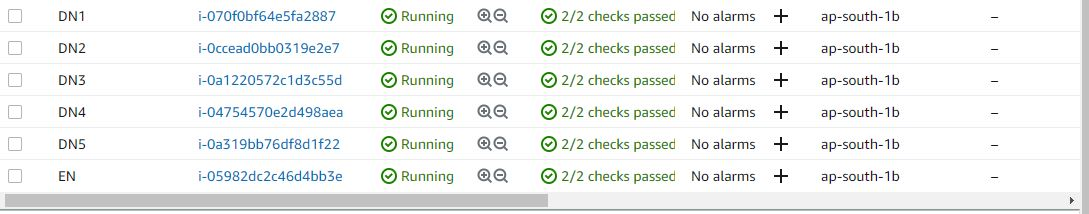 DN1 i-070f0bf64e5fa2887 Running 2/2 checks passed No alarms + ap-south-1b –
DN2 i-0ccead0bb0319e2e7 Running 2/2 checks passed No alarms + ap-south-1b –
DN3 i-0a1220572c1d3c55d Running 2/2 checks passed No alarms + ap-south-1b –
DN4 i-04754570e2d498aea Running 2/2 checks passed No alarms + ap-south-1b –
DN5 i-0a319bb76df8d1f22 Running 2/2 checks passed No alarms + ap-south-1b –
EN i-05982dc2c46d4bb3e Running 2/2 checks passed No alarms + ap-south-1b –